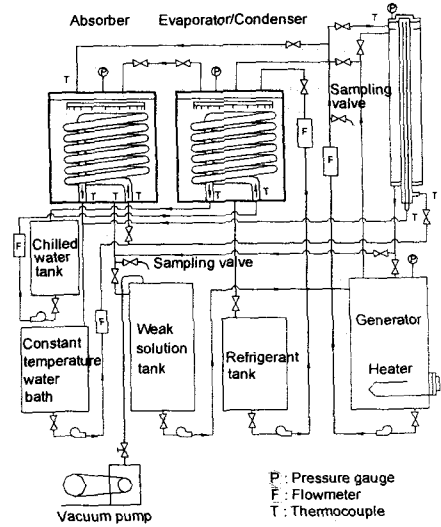 Absorber
Evaporator/Condenser
T
P
P
T
T
Sampling
valve
F
F
T
T
T
T
T
T
T
T
F
Chilled
water
tank
Sampling valve
P
F
Constant
temperature
water
bath
Weak
solution
tank
Refrigerant
tank
Generator
Heater
Vacuum pump
P : Pressure gauge
F : Flowmeter
T : Thermocouple